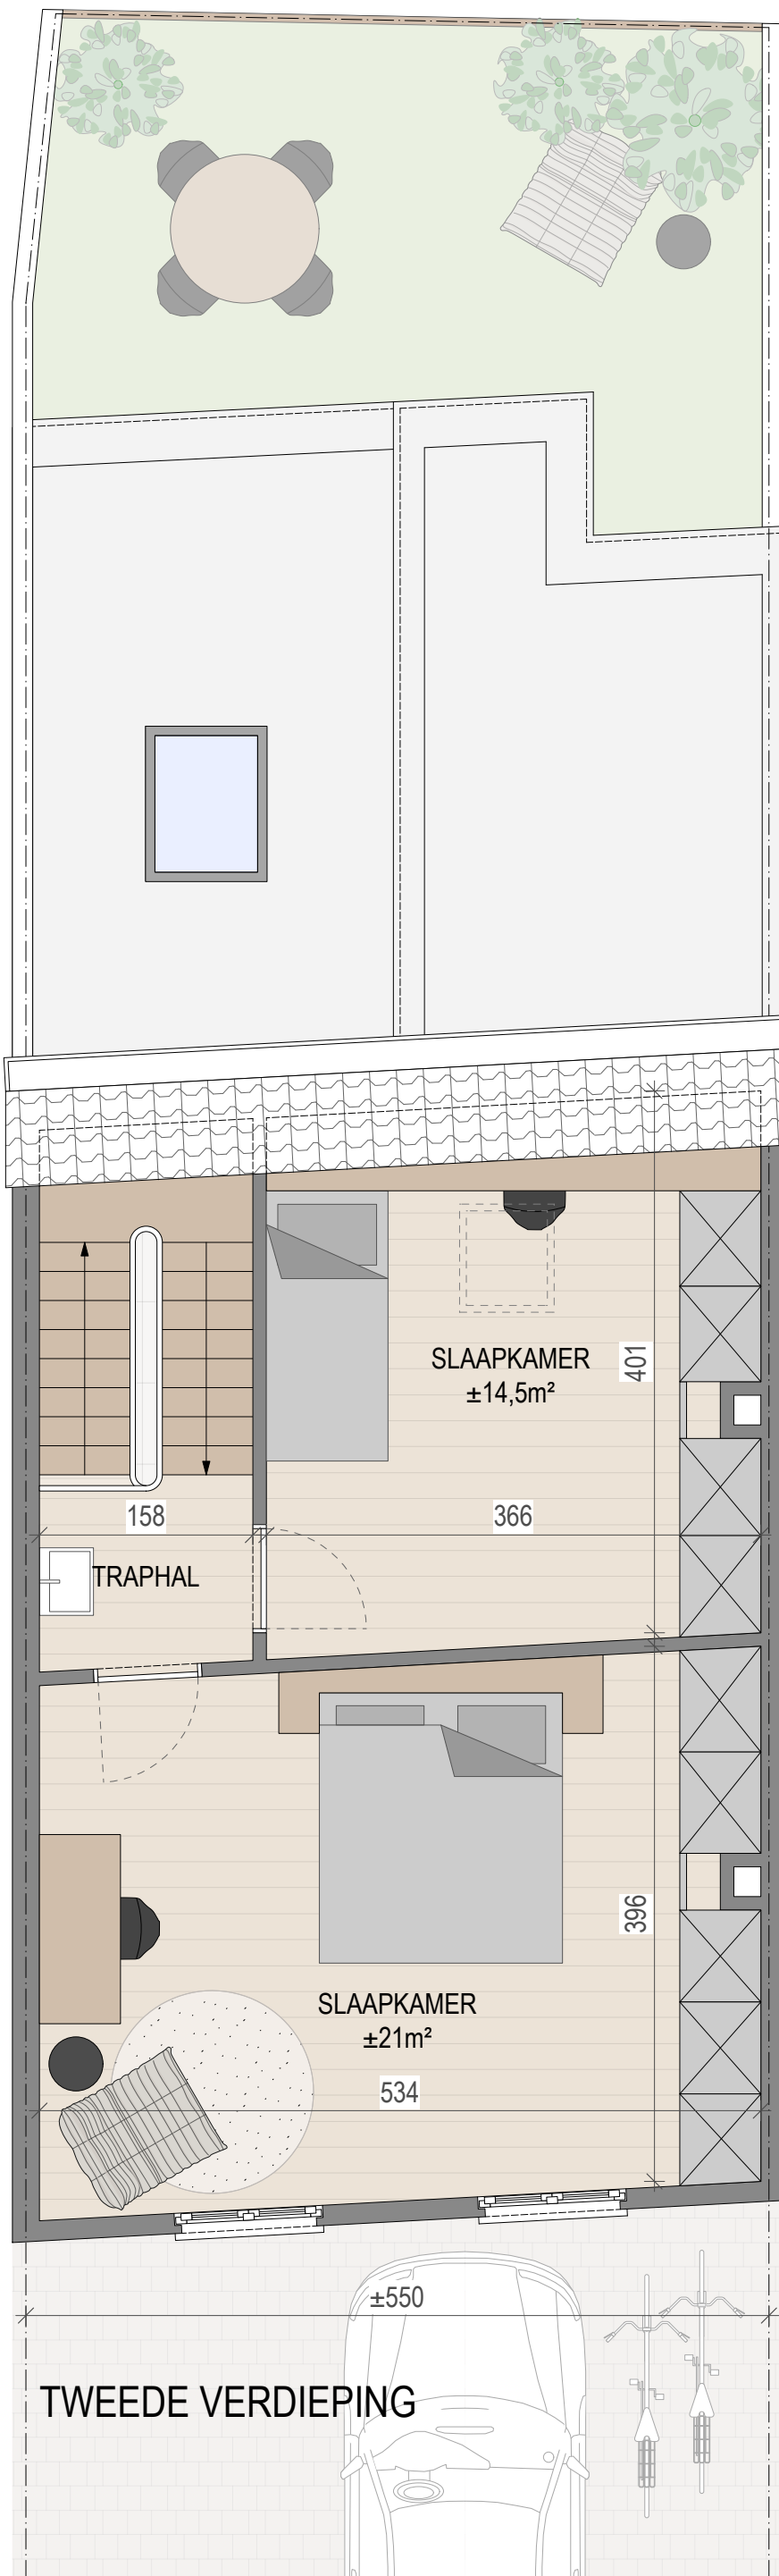 SLAAPKAMER
±14,5m²
401
158
366
TRAPHAL
396
SLAAPKAMER
±21m²
534
±550
TWEEDE VERDIEPING